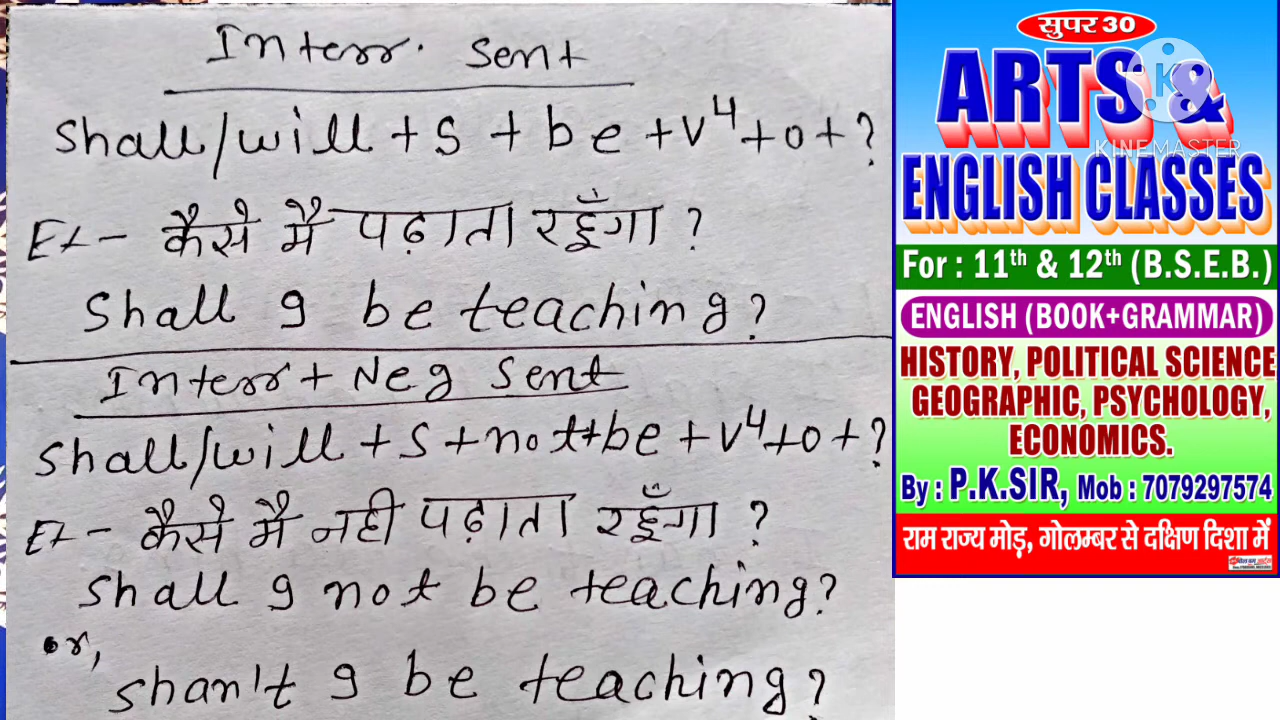 Interr. Sent
Shall/will + S + be + V⁴ + o + ?
Ex - कैसे मै पढ़ाता रहूँगा ?
Shall I be teaching?
Interr + Neg Sent
Shall/will + S + not + be + V⁴ + o + ?
Ex - कैसे मै नही पढ़ाता रहूँगा ?
Shall I not be teaching?
or,
Shan't I be teaching?
सुपर 30
ARTS &
ENGLISH CLASSES
K
KINEMASTER
For : 11th & 12th (B.S.E.B.)
ENGLISH (BOOK+GRAMMAR)
HISTORY, POLITICAL SCIENCE
GEOGRAPHIC, PSYCHOLOGY,
ECONOMICS.
By : P.K.SIR, Mob : 7079297574
राम राज्य मोड़, गोलम्बर से दक्षिण दिशा में